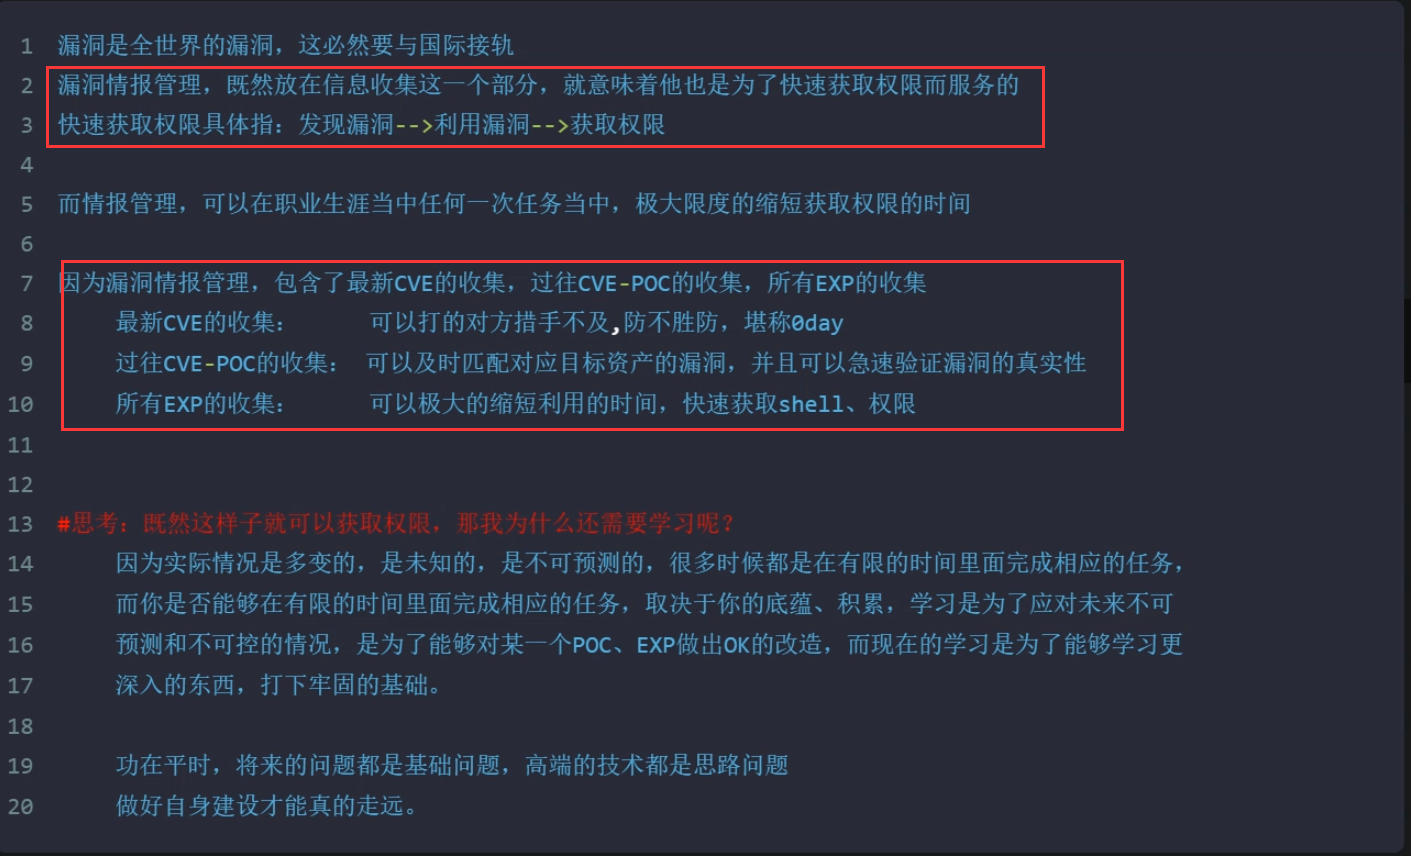 1 漏洞是全世界的漏洞，这必然要与国际接轨
2 漏洞情报管理，既然放在信息收集这一个部分，就意味着他也是为了快速获取权限而服务的
3 快速获取权限具体指：发现漏洞-->利用漏洞-->获取权限
4
5 而情报管理，可以在职业生涯当中任何一次任务当中，极大限度的缩短获取权限的时间
6
7 因为漏洞情报管理，包含了最新CVE的收集，过往CVE-POC的收集，所有EXP的收集
8 最新CVE的收集： 可以打的对方措手不及,防不胜防，堪称0day
9 过往CVE-POC的收集： 可以及时匹配对应目标资产的漏洞，并且可以急速验证漏洞的真实性
10 所有EXP的收集： 可以极大的缩短利用的时间，快速获取shell、权限
11
12
13 #思考：既然这样子就可以获取权限，那我为什么还需要学习呢？
14 因为实际情况是多变的，是未知的，是不可预测的，很多时候都是在有限的时间里面完成相应的任务，
15 而你是否能够在有限的时间里面完成相应的任务，取决于你的底蕴、积累，学习是为了应对未来不可
16 预测和不可控的情况，是为了能够对某一个POC、EXP做出OK的改造，而现在的学习是为了能够学习更
17 深入的东西，打下牢固的基础。
18
19 功在平时，将来的问题都是基础问题，高端的技术都是思路问题
20 做好自身建设才能真的走远。